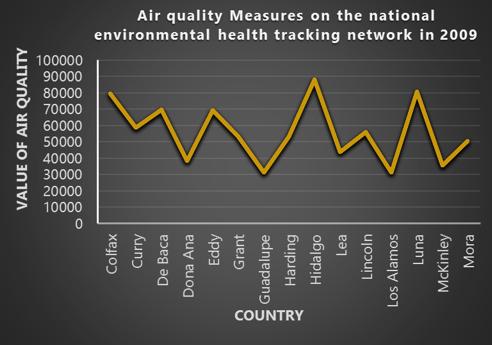 Air quality Measures on the national
environmental health tracking network in 2009
VALUE OF AIR QUALITY
100000
90000
80000
70000
60000
50000
40000
30000
20000
10000
0
Colfax
Curry
De Baca
Dona Ana
Eddy
Grant
Guadalupe
Harding
Hidalgo
Lea
Lincoln
Los Alamos
Luna
McKinley
Mora
COUNTRY